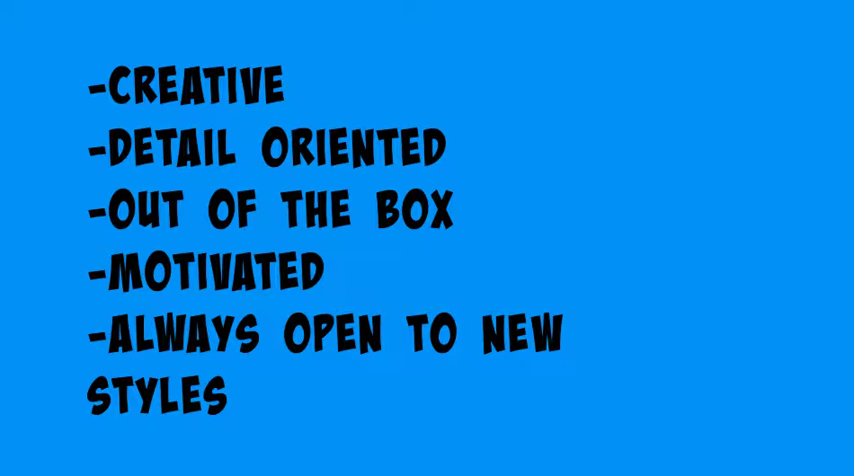 -CREATIVE
-DETAIL ORIENTED
-OUT OF THE BOX
-MOTIVATED
-ALWAYS OPEN TO NEW
STYLES